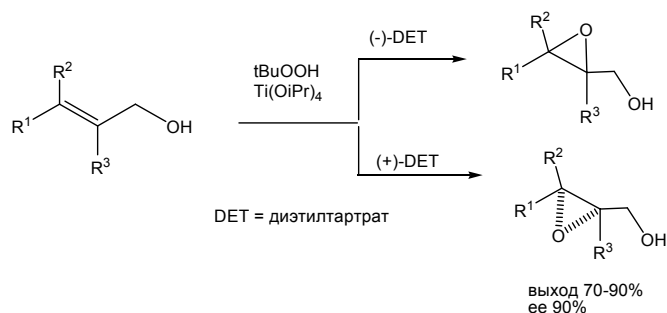 R²
R¹
R³
OH
tBuOOH
Ti(OiPr)₄
(-)-DET
R²
O
R¹
OH
R³
(+)-DET
R²
R¹
O
OH
R³
DET = диэтилтартрат
выход 70-90%
ee 90%